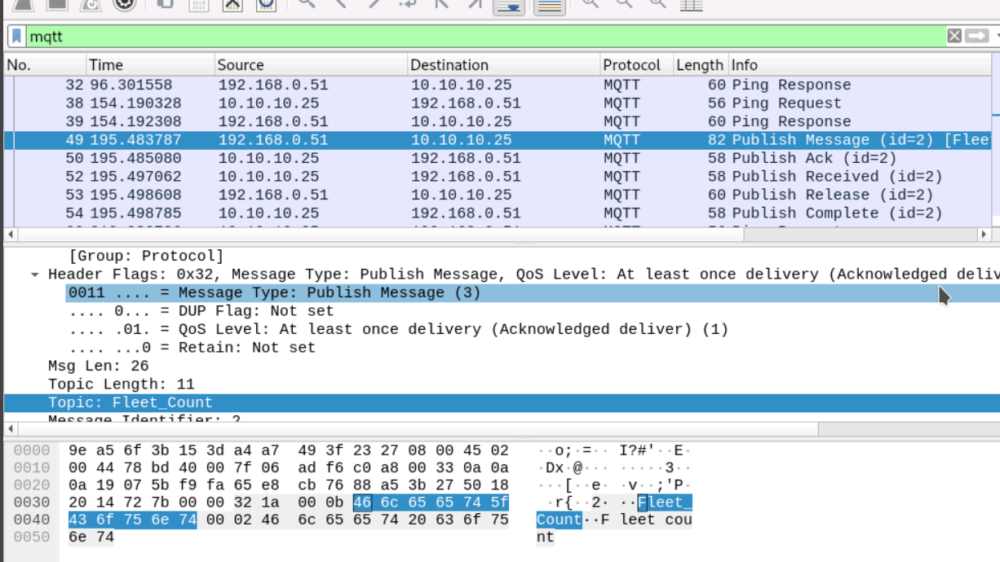 mqtt
No. Time Source Destination Protocol Length Info
32 96.301558 192.168.0.51 10.10.10.25 MQTT 60 Ping Response
38 154.190328 10.10.10.25 192.168.0.51 MQTT 56 Ping Request
39 154.192308 192.168.0.51 10.10.10.25 MQTT 60 Ping Response
49 195.483787 192.168.0.51 10.10.10.25 MQTT 82 Publish Message (id=2) [Flee
50 195.485080 10.10.10.25 192.168.0.51 MQTT 58 Publish Ack (id=2)
52 195.497062 10.10.10.25 192.168.0.51 MQTT 58 Publish Received (id=2)
53 195.498608 192.168.0.51 10.10.10.25 MQTT 60 Publish Release (id=2)
54 195.498785 10.10.10.25 192.168.0.51 MQTT 58 Publish Complete (id=2)
[Group: Protocol]
Header Flags: 0x32, Message Type: Publish Message, QoS Level: At least once delivery (Acknowledged deliv
0011 .... = Message Type: Publish Message (3)
.... 0... = DUP Flag: Not set
.... .01. = QoS Level: At least once delivery (Acknowledged deliver) (1)
.... ...0 = Retain: Not set
Msg Len: 26
Topic Length: 11
Topic: Fleet_Count
Message Identifier: 2
0000 9e a5 6f 3b 15 3d a4 a7 49 3f 23 27 08 00 45 02 ··o;·=·· I?#'··E·
0010 00 44 78 bd 40 00 7f 06 ad f6 c0 a8 00 33 0a 0a ·Dx·@··· ·····3··
0020 0a 19 07 5b f9 fa 65 e8 cb 76 88 a5 3b 27 50 18 ···[··e· ·v··;'P·
0030 20 14 72 7b 00 00 32 1a 00 0b 46 6c 65 65 74 5f ·r{··2· ··Fleet_
0040 43 6f 75 6e 74 00 02 46 6c 65 65 74 20 63 6f 75 Count··F leet cou
0050 6e 74 nt